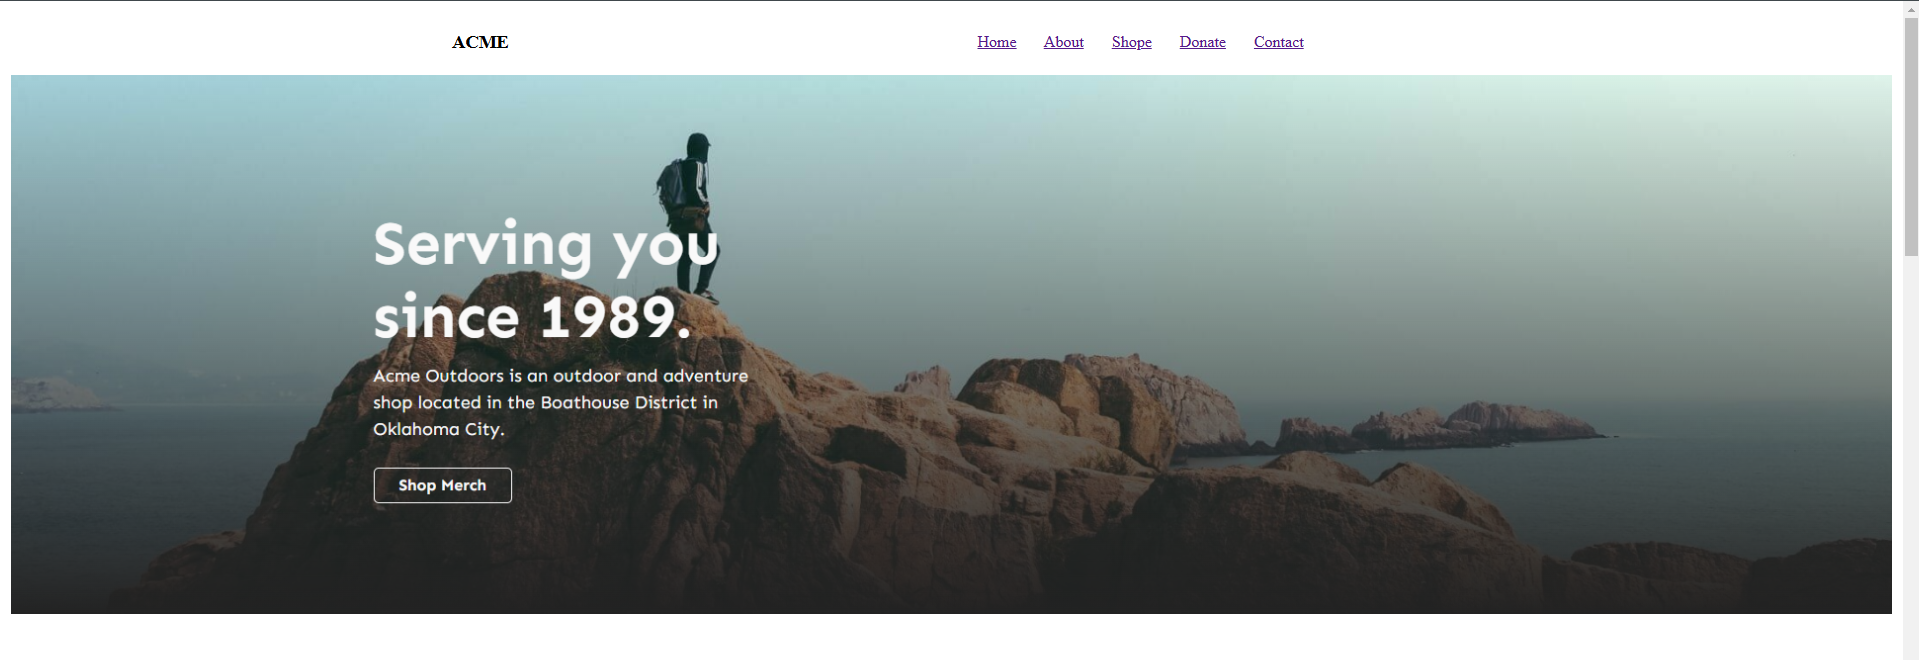 ACME
Home About Shope Donate Contact
Serving you
since 1989.
Acme Outdoors is an outdoor and adventure
shop located in the Boathouse District in
Oklahoma City.
Shop Merch